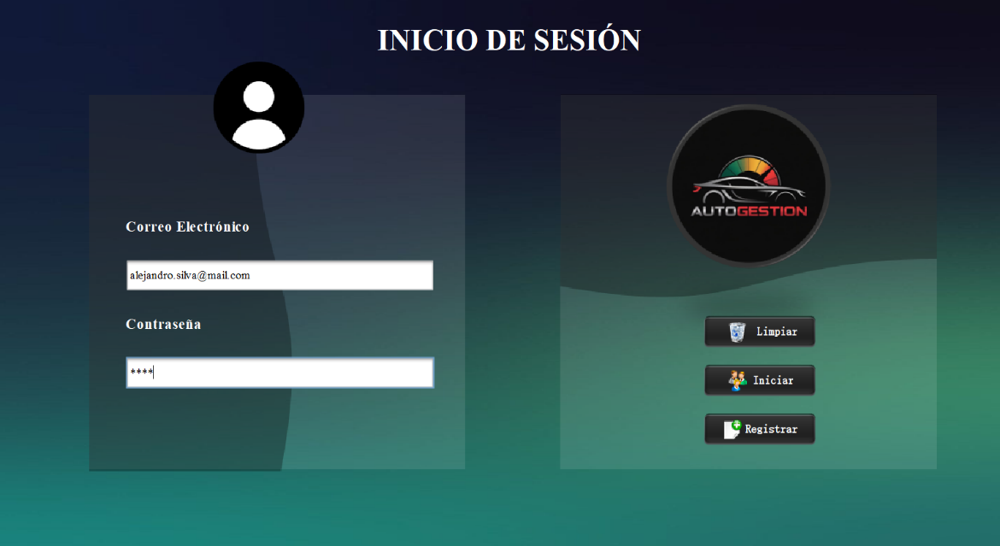 INICIO DE SESIÓN
Correo Electrónico
alejandro.silva@mail.com
Contraseña
****
AUTOGESTION
Limpiar
Iniciar
Registrar